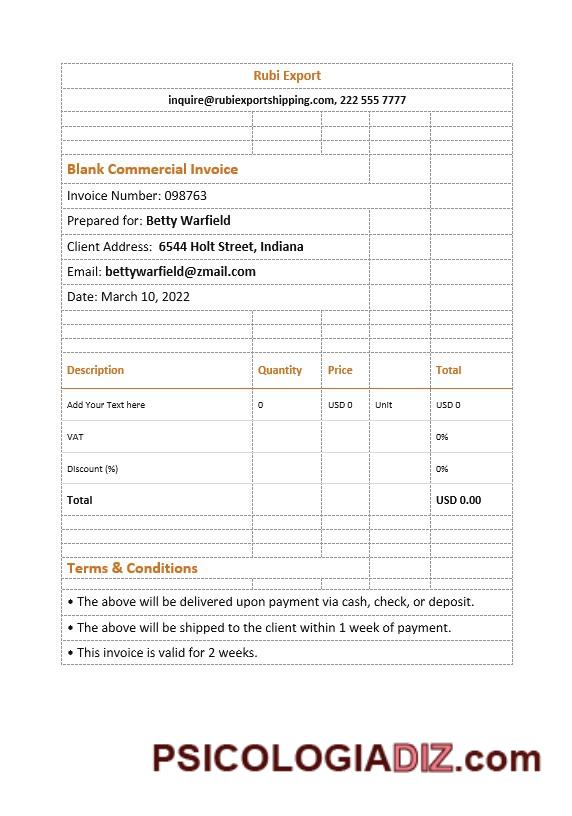 Rubi Export
inquire@rubiexportshipping.com, 222 555 7777
Blank Commercial Invoice
Invoice Number: 098763
Prepared for: Betty Warfield
Client Address: 6544 Holt Street, Indiana
Email: bettywarfield@zmail.com
Date: March 10, 2022
Description Quantity Price Total
Add Your Text here 0 USD 0 Unit USD 0
VAT 0%
Discount (%) 0%
Total USD 0.00
Terms & Conditions
• The above will be delivered upon payment via cash, check, or deposit.
• The above will be shipped to the client within 1 week of payment.
• This invoice is valid for 2 weeks.
PSICOLOGIADIZ.com